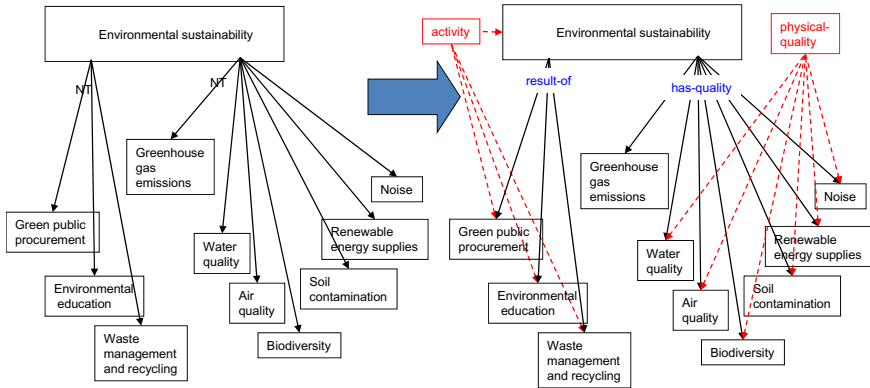 Environmental sustainability
NT
NT
Greenhouse
gas
emissions
Noise
Green public
procurement
Renewable
energy supplies
Water
quality
Environmental
education
Air
quality
Soil
contamination
Waste
management
and recycling
Biodiversity
activity
Environmental sustainability
physical-
quality
result-of
has-quality
Greenhouse
gas
emissions
Noise
Green public
procurement
Renewable
energy supplies
Water
quality
Environmental
education
Air
quality
Soil
contamination
Waste
management
and recycling
Biodiversity